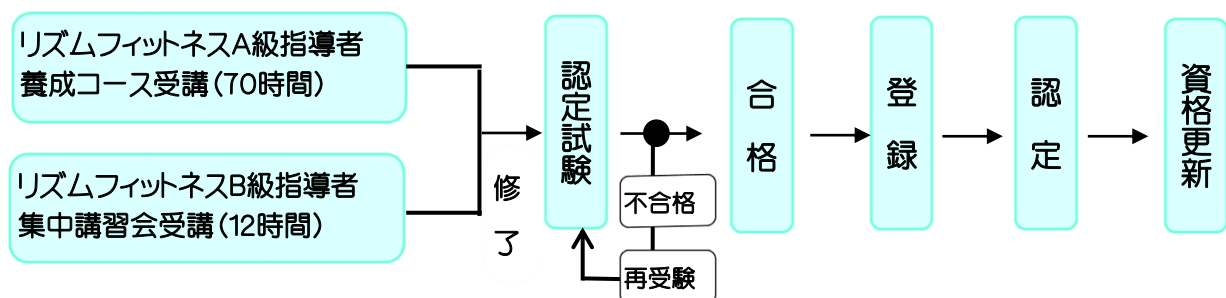 リズムフィットネスA級指導者
養成コース受講(70時間)
リズムフィットネスB級指導者
集中講習会受講(12時間)
修了
認定試験
不合格
再受験
合格
登録
認定
資格更新